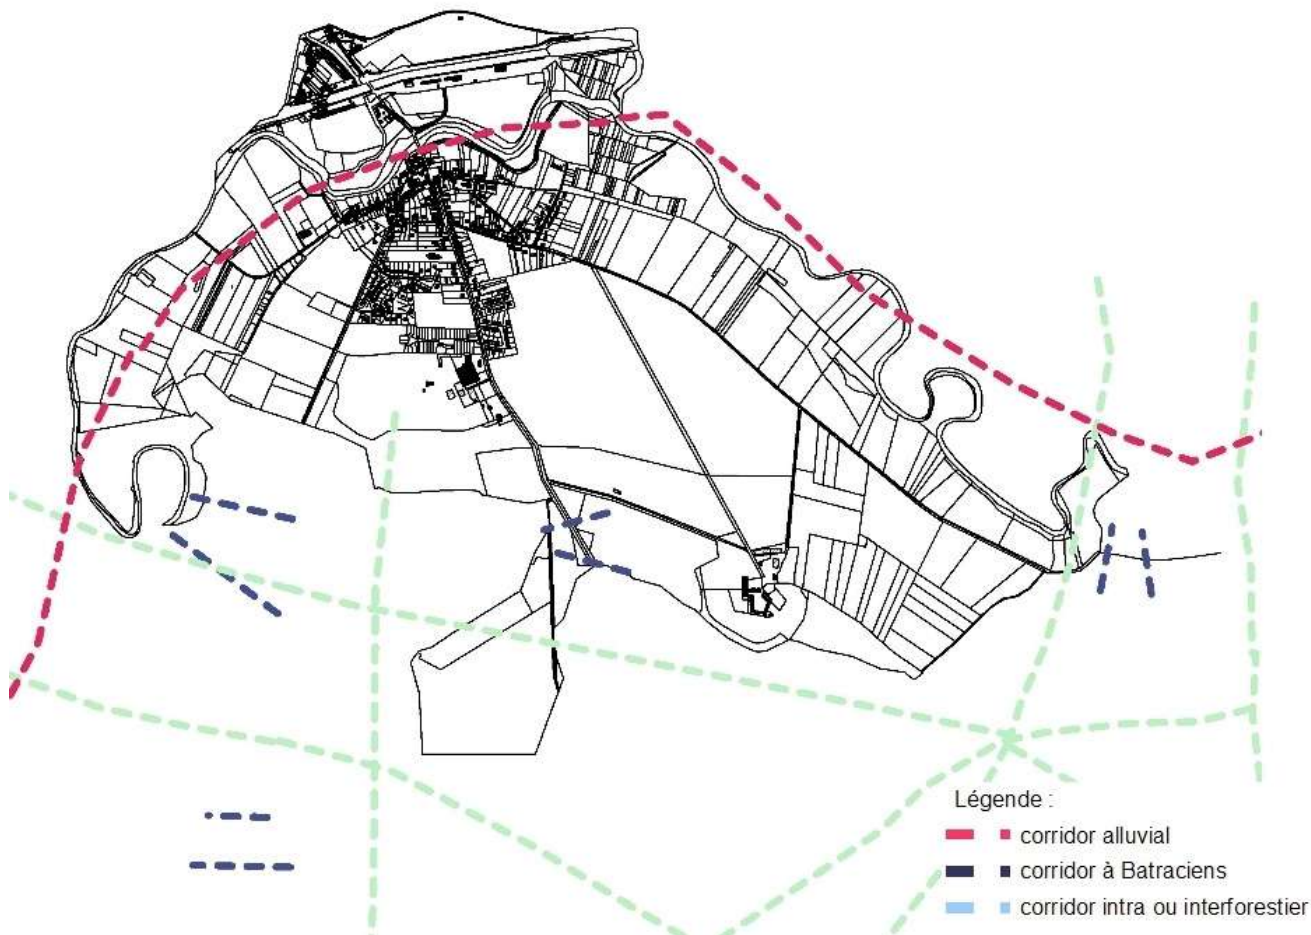 Légende :
corridor alluvial
corridor à Batraciens
corridor intra ou interforestier